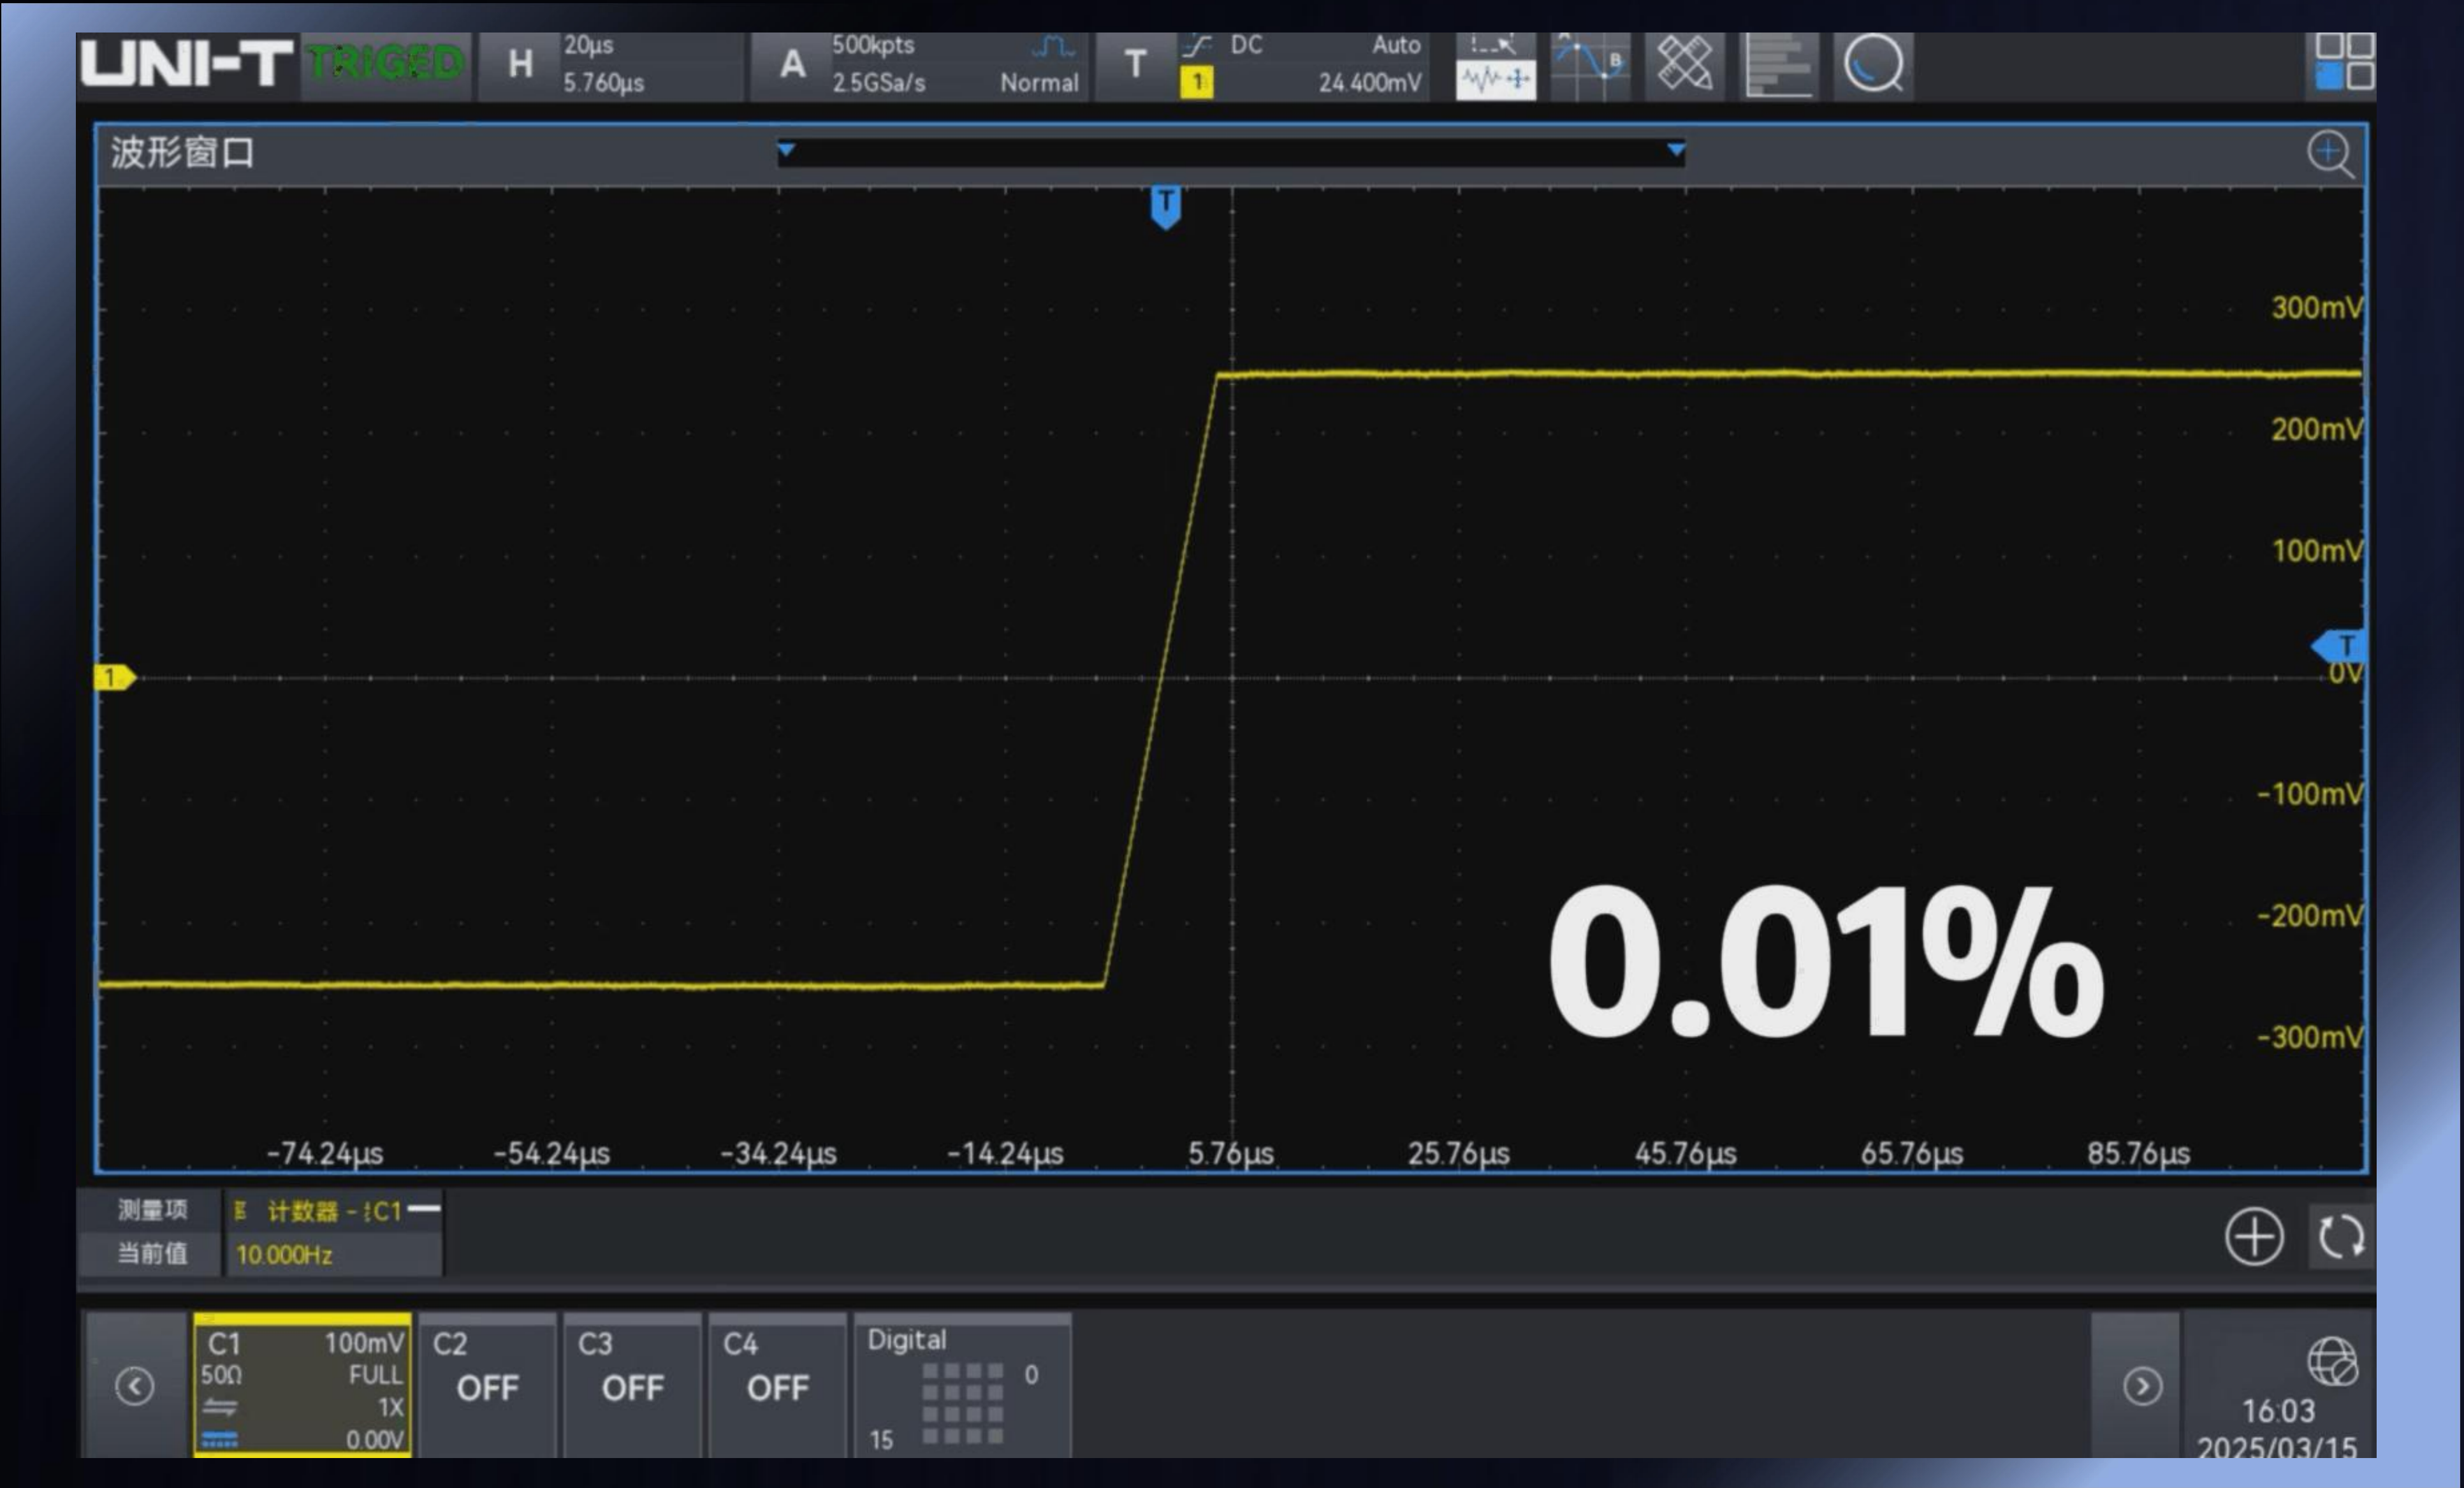 UNI-T TRIGED H 20μs A 500kpts T DC Auto
5.760μs 2.5GSa/s Normal 1 24.400mV
B
波形窗口
T
300mV
200mV
100mV
T
1
0V
-100mV
0.01%
-200mV
-300mV
-74.24μs -54.24μs -34.24μs -14.24μs 5.76μs 25.76μs 45.76μs 65.76μs 85.76μs
测量项 计数器 - C1
当前值 10.000Hz
C1 100mV C2 C3 C4 Digital
50Ω FULL OFF OFF OFF 0
1X
0.00V 15
16:03
2025/03/15